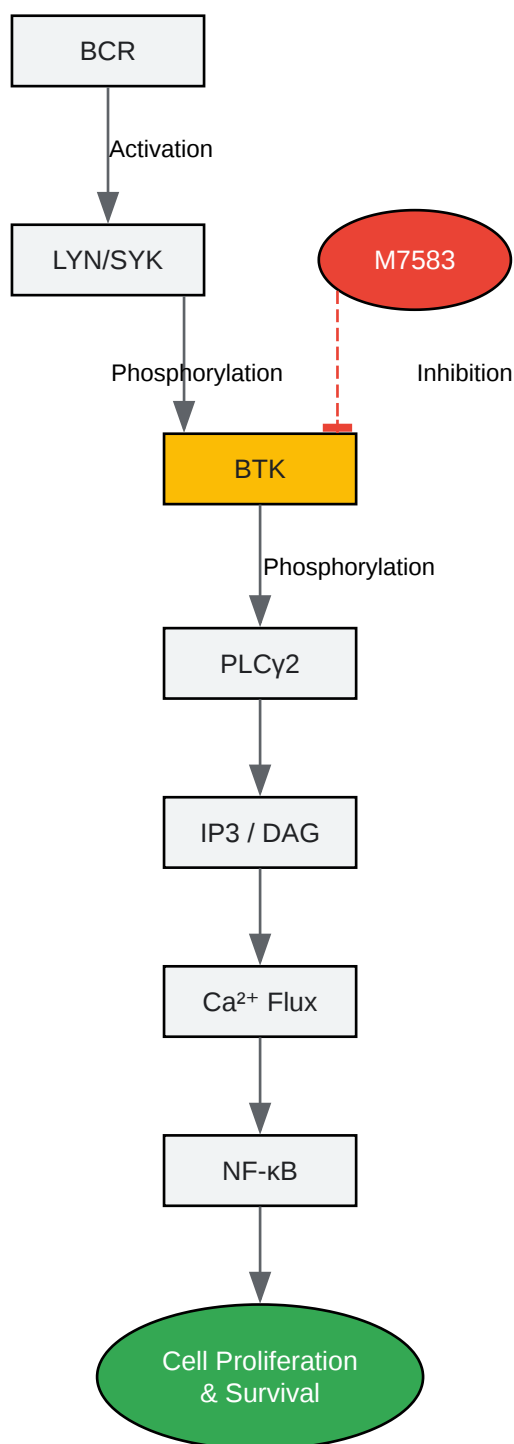 BCR
Activation
LYN/SYK
M7583
Phosphorylation
Inhibition
BTK
Phosphorylation
PLCγ2
IP3 / DAG
Ca²⁺ Flux
NF-κB
Cell Proliferation
& Survival